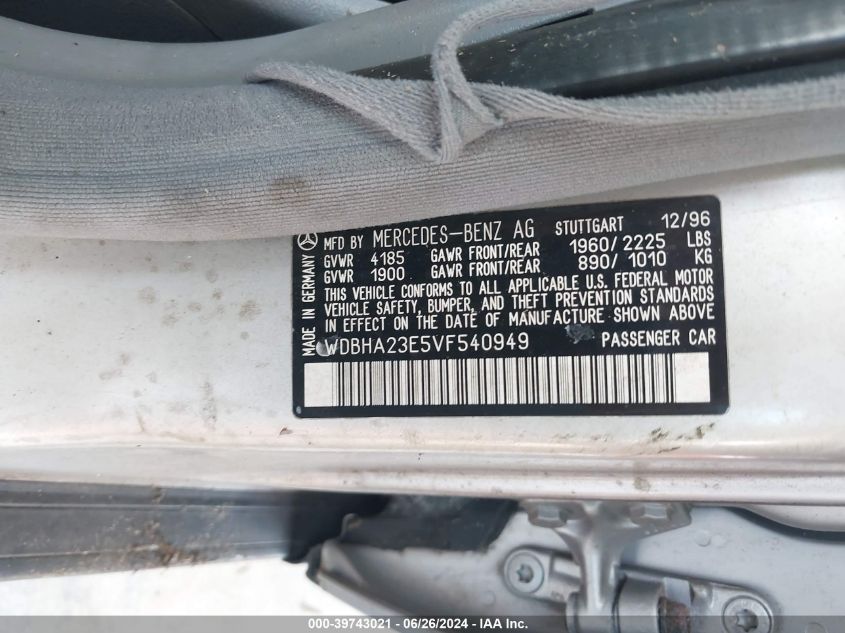 MADE IN GERMANY
MFD BY MERCEDES-BENZ AG STUTTGART 12/96
GVWR 4185 GAWR FRONT/REAR 1960/2225 LBS
GVWR 1900 GAWR FRONT/REAR 890/1010 KG
THIS VEHICLE CONFORMS TO ALL APPLICABLE U.S. FEDERAL MOTOR
VEHICLE SAFETY, BUMPER, AND THEFT PREVENTION STANDARDS
IN EFFECT ON THE DATE OF MANUFACTURE SHOWN ABOVE
WDBHA23E5VF540949 PASSENGER CAR
000-39743021 - 06/26/2024 - IAA Inc.